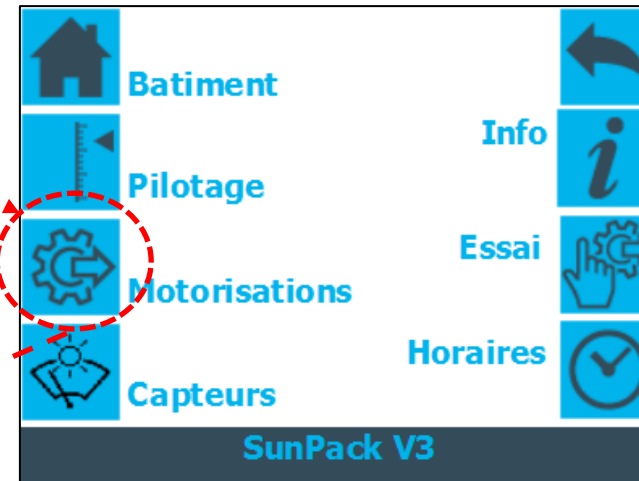 Batiment
Info
Pilotage
Essai
Motorisations
Horaires
Capteurs
SunPack V3